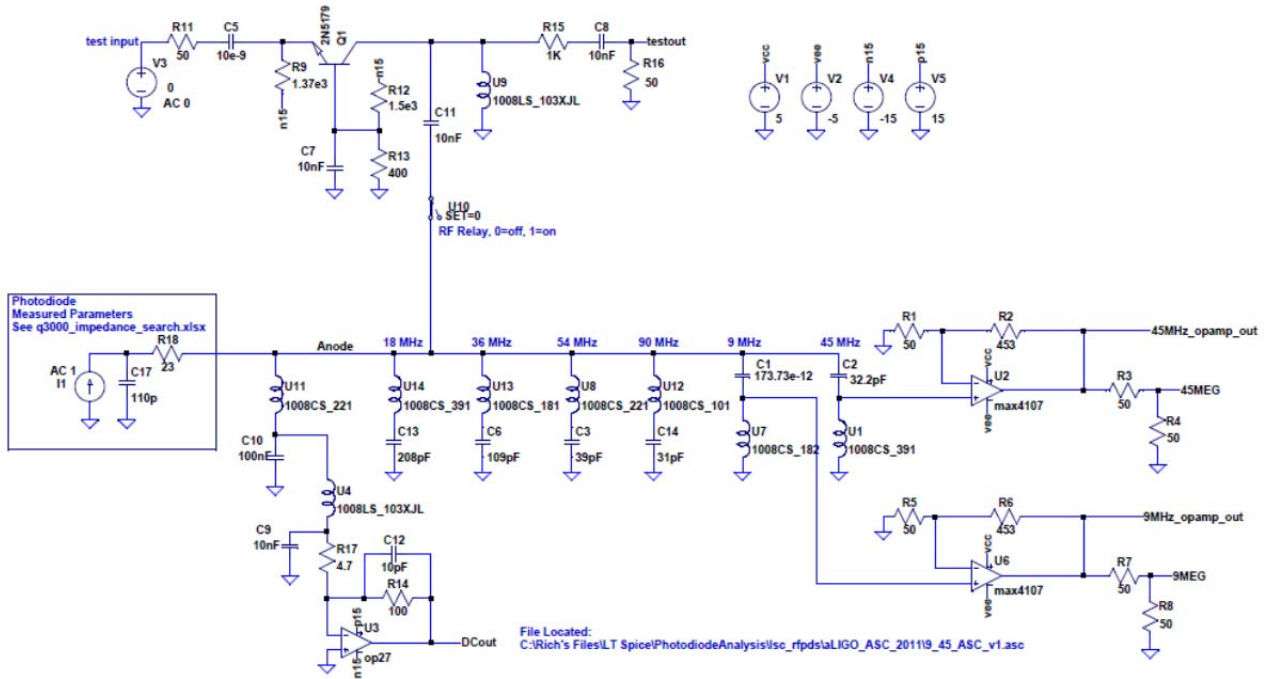 test input
R11
50
C5
10e-9
2N5179
Q1
R15
1K
C8
10nF
testout
R16
50
V3
0
AC 0
R9
1.37e3
n15
n15
R12
1.5e3
C7
10nF
R13
400
C11
10nF
U9
1008LS_103XJL
vcc
V1
5
vee
V2
-5
n15
V4
-15
p15
V5
15
U10
SET=0
RF Relay, 0=off, 1=on
Photodiode
Measured Parameters
See q3000_impedance_search.xlsx
R18
23
AC 1
I1
C17
110p
Anode
18 MHz
36 MHz
54 MHz
90 MHz
9 MHz
45 MHz
U11
1008CS_221
U14
1008CS_391
U13
1008CS_181
U8
1008CS_221
U12
1008CS_101
C1
173.73e-12
C2
32.2pF
C10
100nF
C13
208pF
C6
109pF
C3
39pF
C14
31pF
U7
1008CS_182
U1
1008CS_391
R1
50
R2
453
45MHz_opamp_out
vcc
U2
max4107
vee
R3
50
45MEG
R4
50
U4
1008LS_103XJL
C9
10nF
R17
4.7
C12
10pF
R14
100
p15
U3
op27
n15
DCout
R5
50
R6
453
9MHz_opamp_out
vcc
U6
max4107
vee
R7
50
9MEG
R8
50
File Located:
C:\Rich's Files\LT Spice\PhotodiodeAnalysis\lsc_rfpds\aLIGO_ASC_2011\9_45_ASC_v1.asc